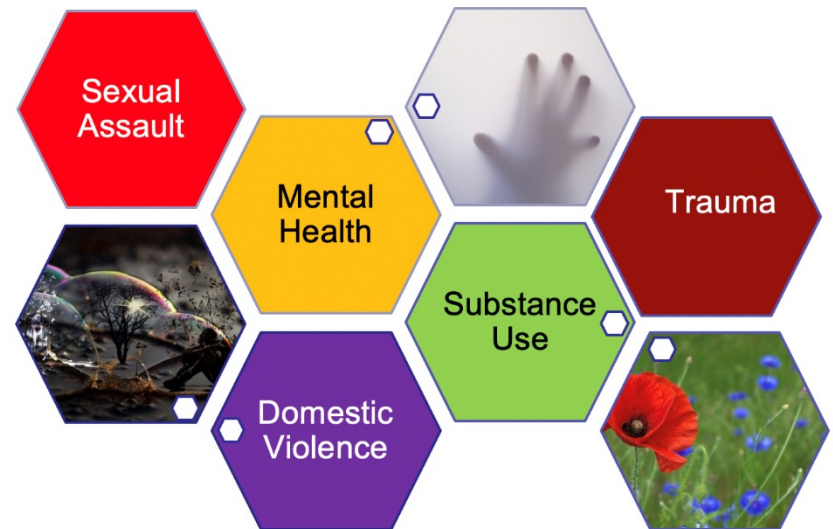 Sexual
Assault
Mental
Health
Trauma
Substance
Use
Domestic
Violence